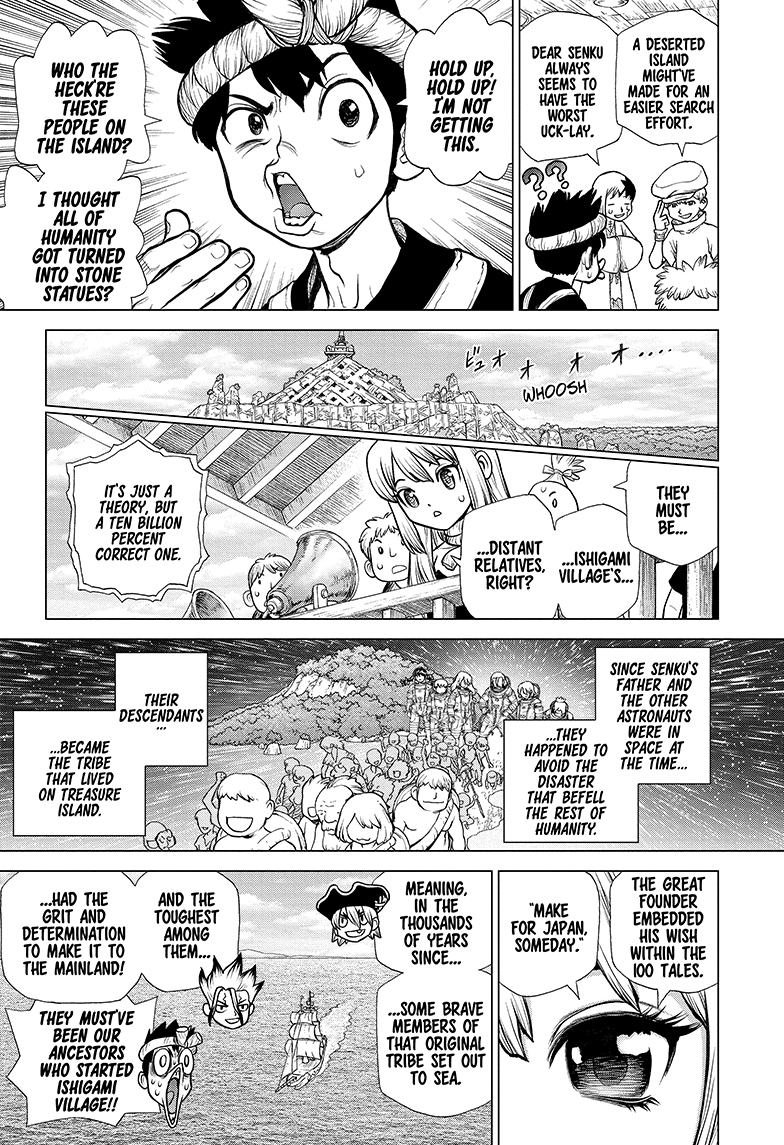 A DESERTED
ISLAND
MIGHT'VE
MADE FOR AN
EASIER SEARCH
EFFORT.
DEAR SENKU
ALWAYS
SEEMS TO
HAVE THE
WORST
UCK-LAY.
??
HOLD UP,
HOLD UP!
I'M NOT
GETTING
THIS.
WHO THE
HECK'RE
THESE
PEOPLE ON
THE ISLAND?
I THOUGHT
ALL OF
HUMANITY
GOT TURNED
INTO STONE
STATUES?
ビュオオオオ....
WHOOSH
THEY
MUST
BE...
...ISHIGAMI
VILLAGE'S...
...DISTANT
RELATIVES,
RIGHT?
IT'S JUST A
THEORY, BUT
A TEN BILLION
PERCENT
CORRECT ONE.
SINCE SENKU'S
FATHER AND
THE OTHER
ASTRONAUTS
WERE IN
SPACE AT
THE TIME...
...THEY
HAPPENED TO
AVOID THE
DISASTER
THAT BEFELL
THE REST OF
HUMANITY.
THEIR
DESCENDANTS
...
...BECAME
THE TRIBE
THAT LIVED
ON TREASURE
ISLAND.
THE GREAT
FOUNDER
EMBEDDED
HIS WISH
WITHIN THE
100 TALES.
"MAKE
FOR JAPAN,
SOMEDAY."
MEANING,
IN THE
THOUSANDS
OF YEARS
SINCE...
...SOME BRAVE
MEMBERS OF
THAT ORIGINAL
TRIBE SET OUT
TO SEA.
AND THE
TOUGHEST
AMONG
THEM...
...HAD THE
GRIT AND
DETERMINATION
TO MAKE IT TO
THE MAINLAND!
THEY MUST'VE
BEEN OUR
ANCESTORS
WHO STARTED
ISHIGAMI
VILLAGE!!